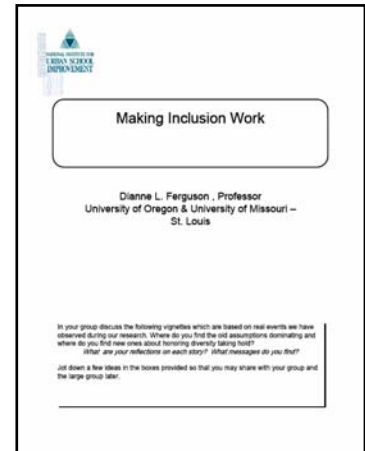 NATIONAL INSTITUTE FOR
URBAN SCHOOL
IMPROVEMENT
Making Inclusion Work
Dianne L. Ferguson , Professor
University of Oregon & University of Missouri –
St. Louis
In your group discuss the following vignettes which are based on real events we have
observed during our research. Where do you find the old assumptions dominating and
where do you find new ones about honoring diversity taking hold?
What are your reflections on each story? What messages do you find?
Jot down a few ideas in the boxes provided so that you may share with your group and
the large group later.